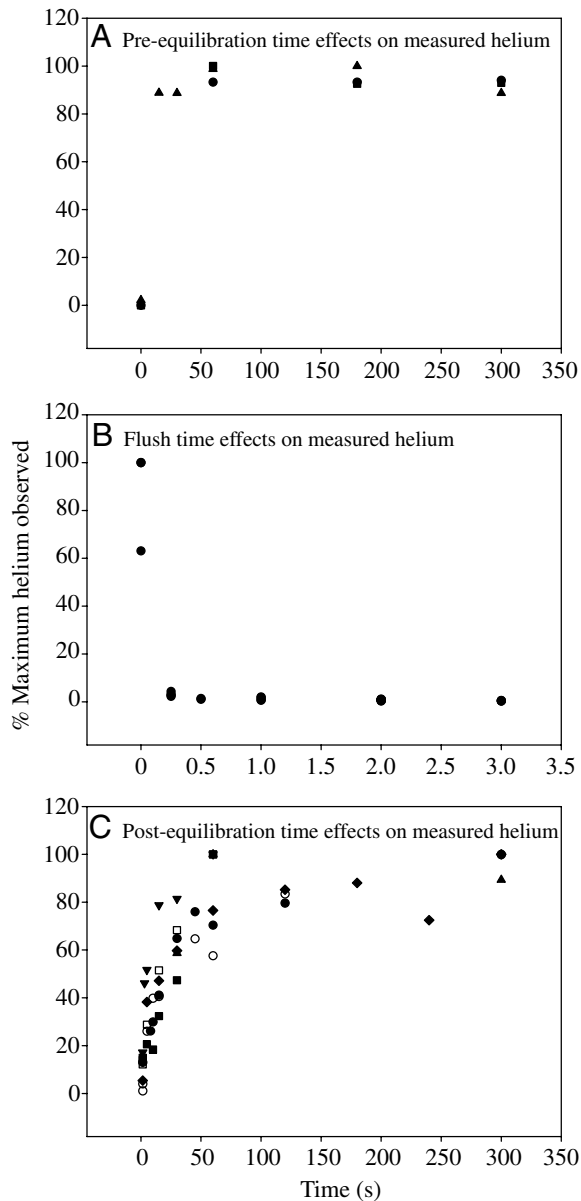 A Pre-equilibration time effects on measured helium
120
100
80
60
40
20
0
0 50 100 150 200 250 300 350
B Flush time effects on measured helium
120
100
80
60
40
20
0
0 0.5 1.0 1.5 2.0 2.5 3.0 3.5
% Maximum helium observed
C Post-equilibration time effects on measured helium
120
100
80
60
40
20
0
0 50 100 150 200 250 300 350
Time (s)